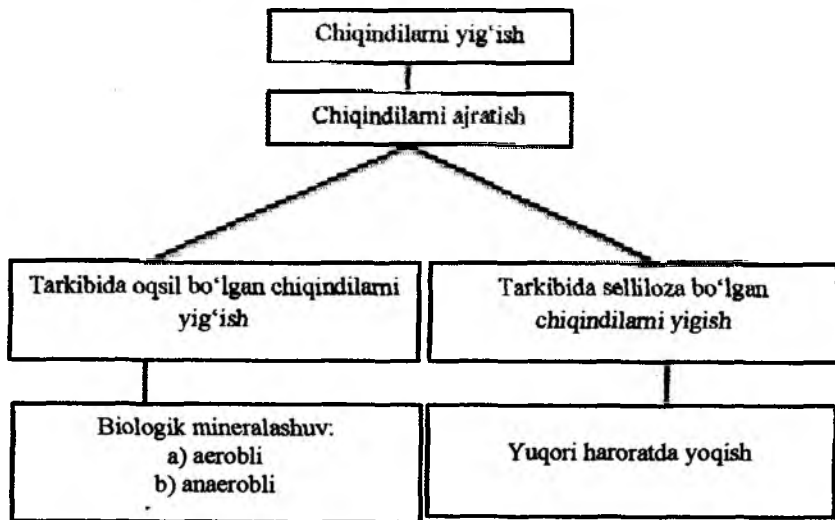 Chiqindilarni yig‘ish
Chiqindilarni ajratish
Tarkibida oqsil bo‘lgan chiqindilarni
yig‘ish
Tarkibida selliloza bo‘lgan
chiqindilarni yigish
Biologik mineralashuv:
a) aerobli
b) anaerobli
Yuqori haroratda yoqish